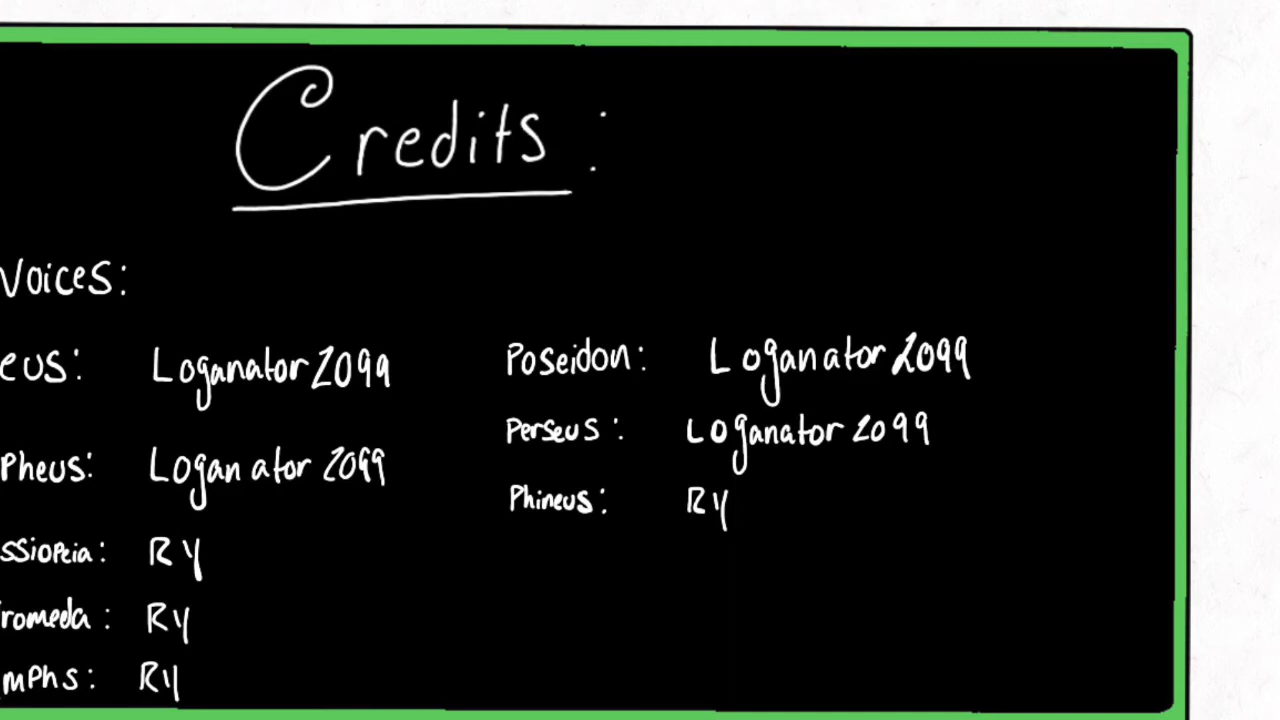 Credits:
Voices:
eus: Loganator2099
Pheus: Loganator 2099
ssiopeia: RY
romeda: RY
mphs: RY
Poseidon: Loganator2099
Perseus: Loganator 2099
Phineus: RY